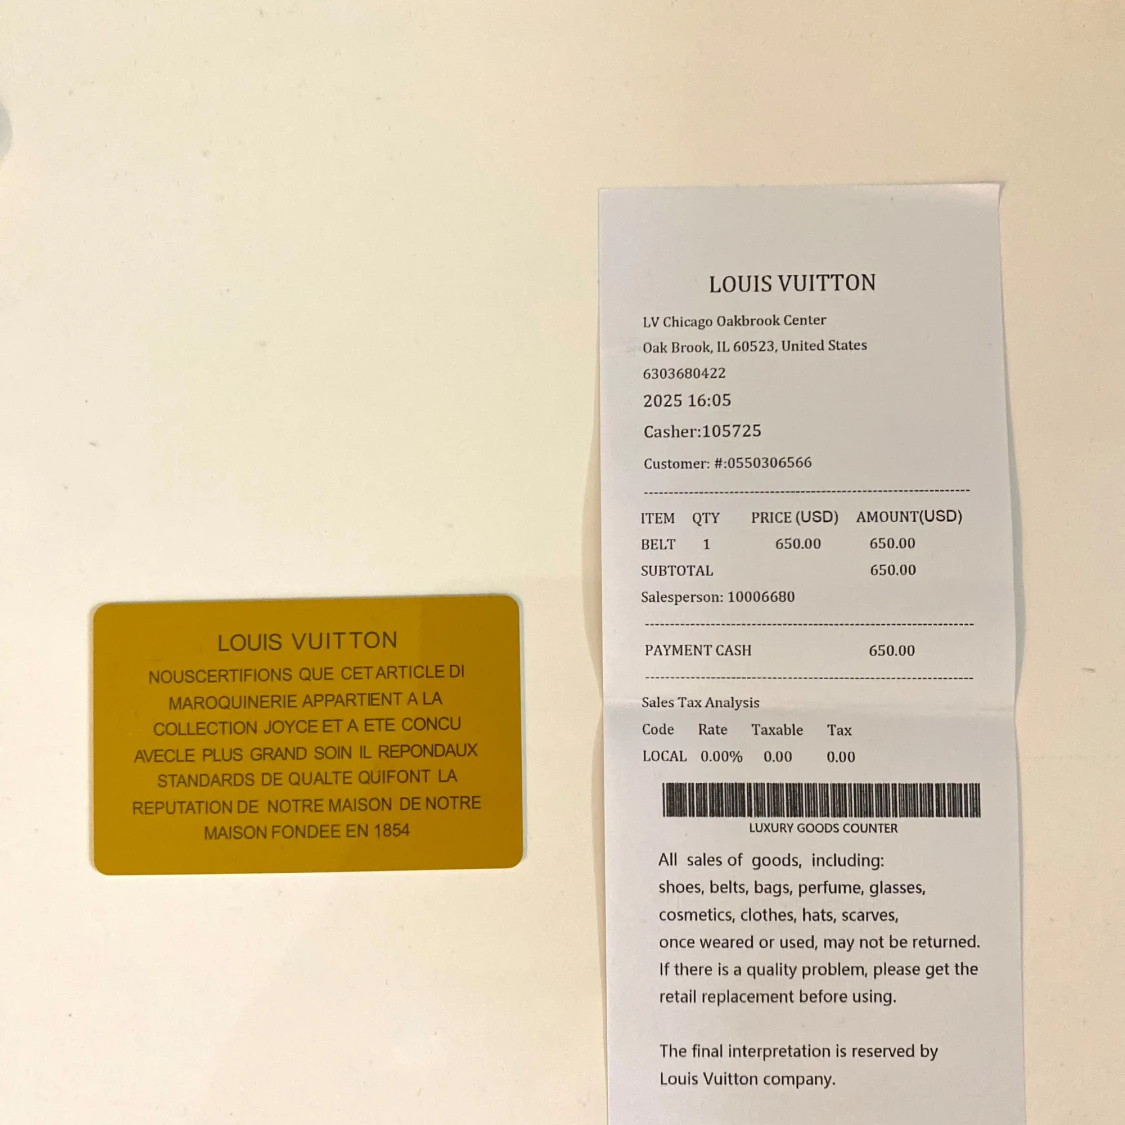 LOUIS VUITTON
NOUSCERTIFIONS QUE CET ARTICLE DI
MAROQUINERIE APPARTIENT A LA
COLLECTION JOYCE ET A ETE CONCU
AVECLE PLUS GRAND SOIN IL REPONDAUX
STANDARDS DE QUALTE QUIFONT LA
REPUTATION DE NOTRE MAISON DE NOTRE
MAISON FONDEE EN 1854
LOUIS VUITTON
LV Chicago Oakbrook Center
Oak Brook, IL 60523, United States
6303680422
2025 16:05
Casher:105725
Customer: #:0550306566
ITEM QTY PRICE (USD) AMOUNT(USD)
BELT 1 650.00 650.00
SUBTOTAL 650.00
Salesperson: 10006680
PAYMENT CASH 650.00
Sales Tax Analysis
Code Rate Taxable Tax
LOCAL 0.00% 0.00 0.00
LUXURY GOODS COUNTER
All sales of goods, including:
shoes, belts, bags, perfume, glasses,
cosmetics, clothes, hats, scarves,
once weared or used, may not be returned.
If there is a quality problem, please get the
retail replacement before using.
The final interpretation is reserved by
Louis Vuitton company.